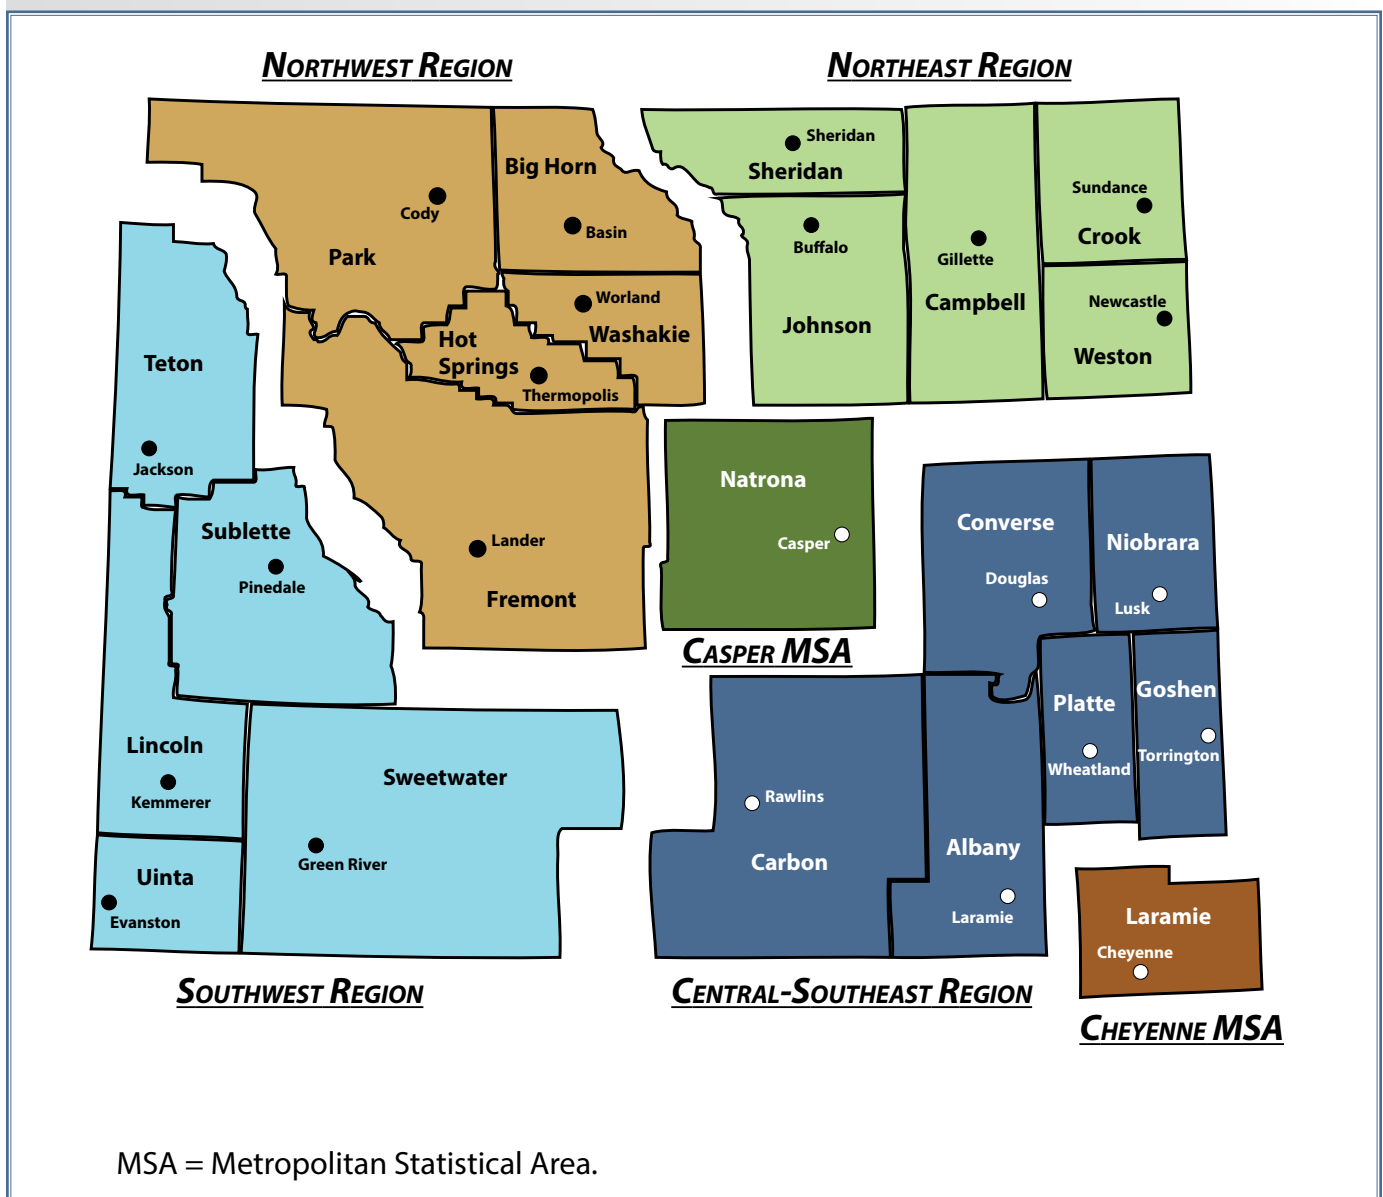 NORTHWEST REGION
NORTHEAST REGION
Big Horn
Cody
Basin
Park
Worland
Washakie
Hot
Springs
Thermopolis
Lander
Fremont
Sheridan
Sheridan
Buffalo
Johnson
Gillette
Campbell
Sundance
Crook
Newcastle
Weston
Teton
Jackson
Sublette
Pinedale
Lincoln
Kemmerer
Sweetwater
Green River
Uinta
Evanston
SOUTHWEST REGION
Natrona
Casper
CASPER MSA
Converse
Douglas
Niobrara
Lusk
Platte
Wheatland
Goshen
Torrington
Rawlins
Carbon
Albany
Laramie
CENTRAL-SOUTHEAST REGION
Laramie
Cheyenne
CHEYENNE MSA
MSA = Metropolitan Statistical Area.